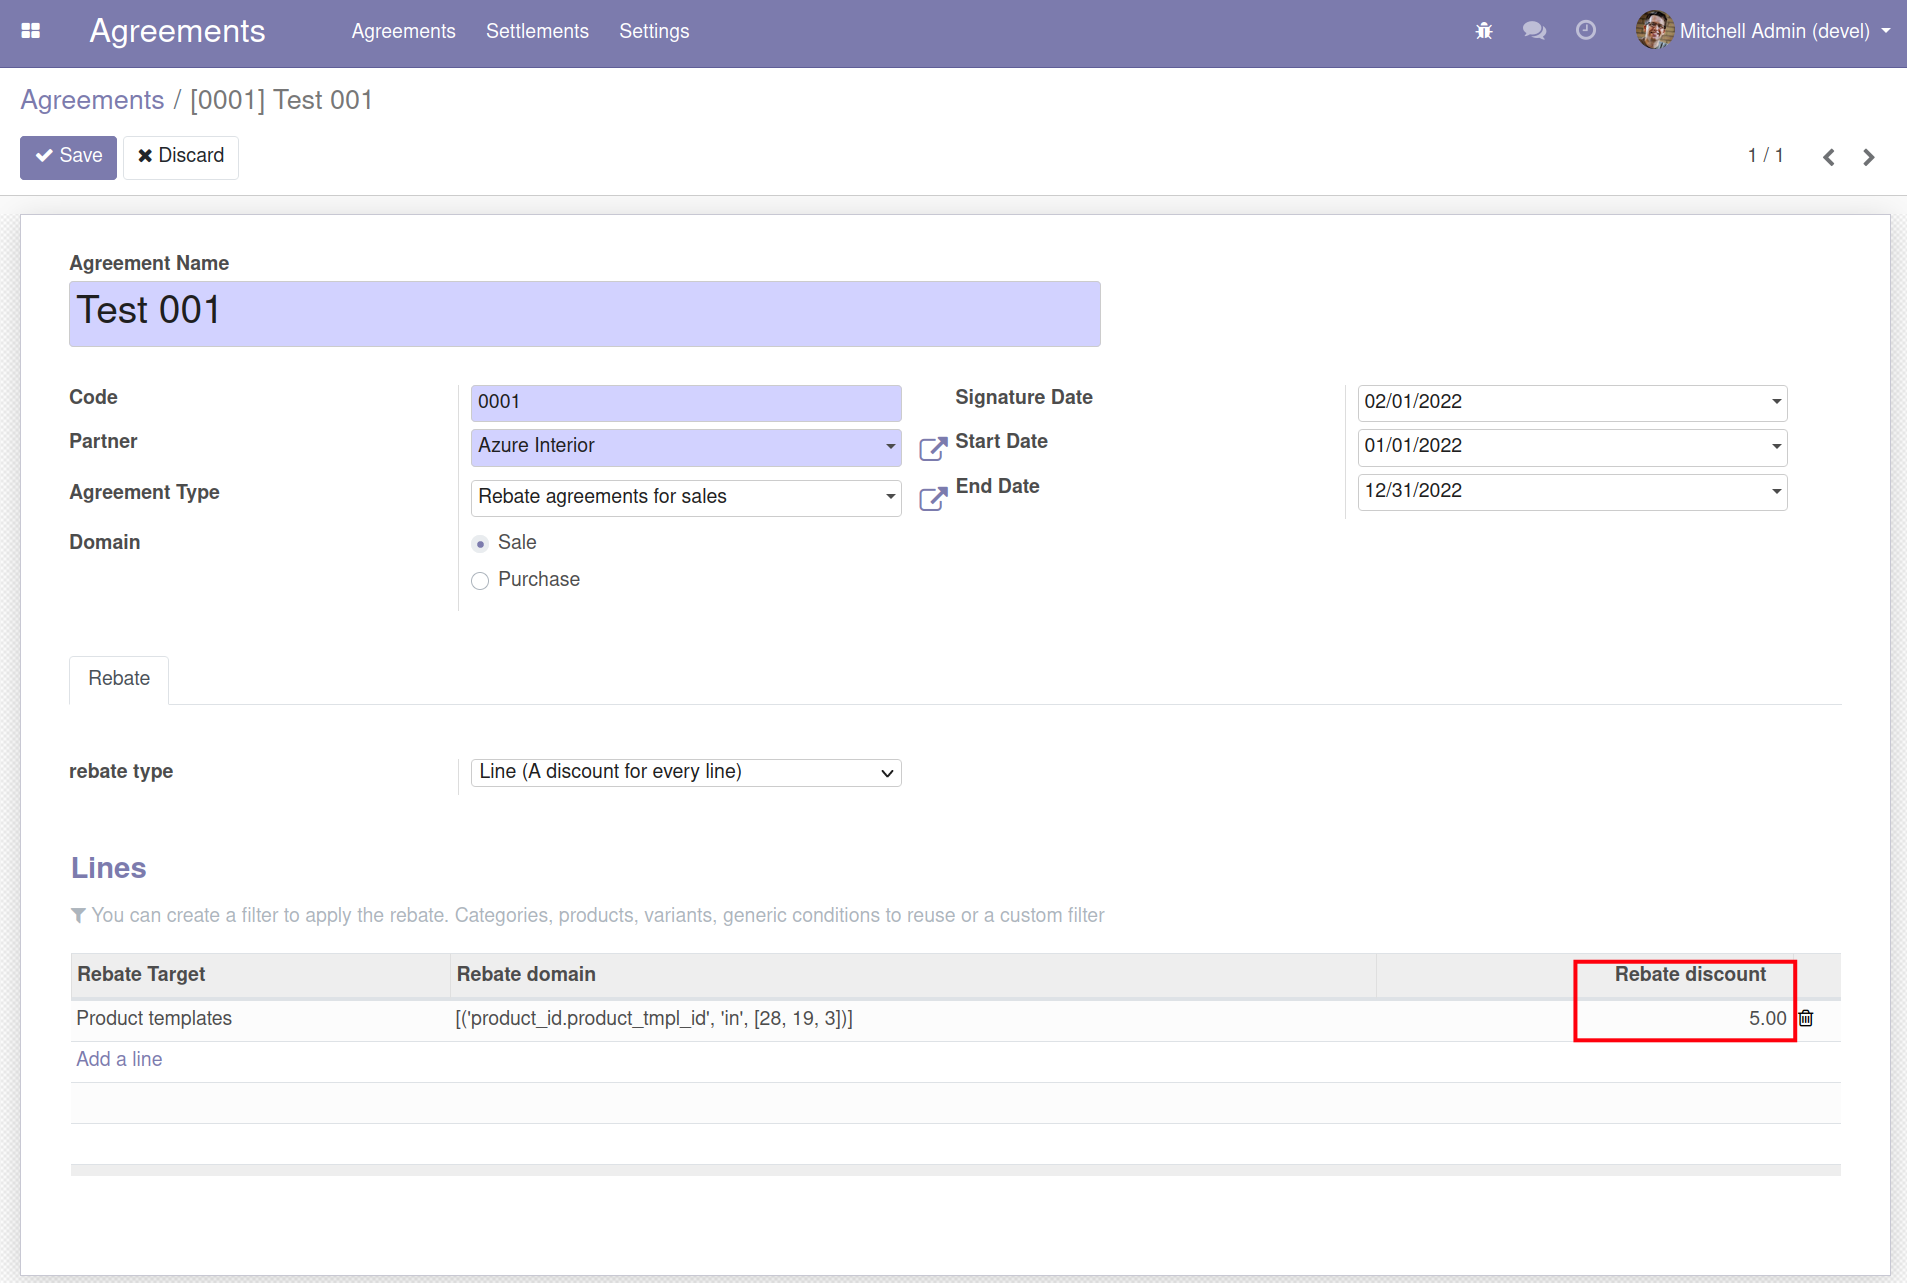 Agreements Agreements Settlements Settings Mitchell Admin (devel)
Agreements / [0001] Test 001
Save Discard 1 / 1
Agreement Name
Test 001
Code 0001 Signature Date 02/01/2022
Partner Azure Interior Start Date 01/01/2022
Agreement Type Rebate agreements for sales End Date 12/31/2022
Domain Sale
Purchase
Rebate
rebate type Line (A discount for every line)
Lines
You can create a filter to apply the rebate. Categories, products, variants, generic conditions to reuse or a custom filter
Rebate Target Rebate domain Rebate discount
Product templates [('product_id.product_tmpl_id', 'in', [28, 19, 3])] 5.00
Add a line